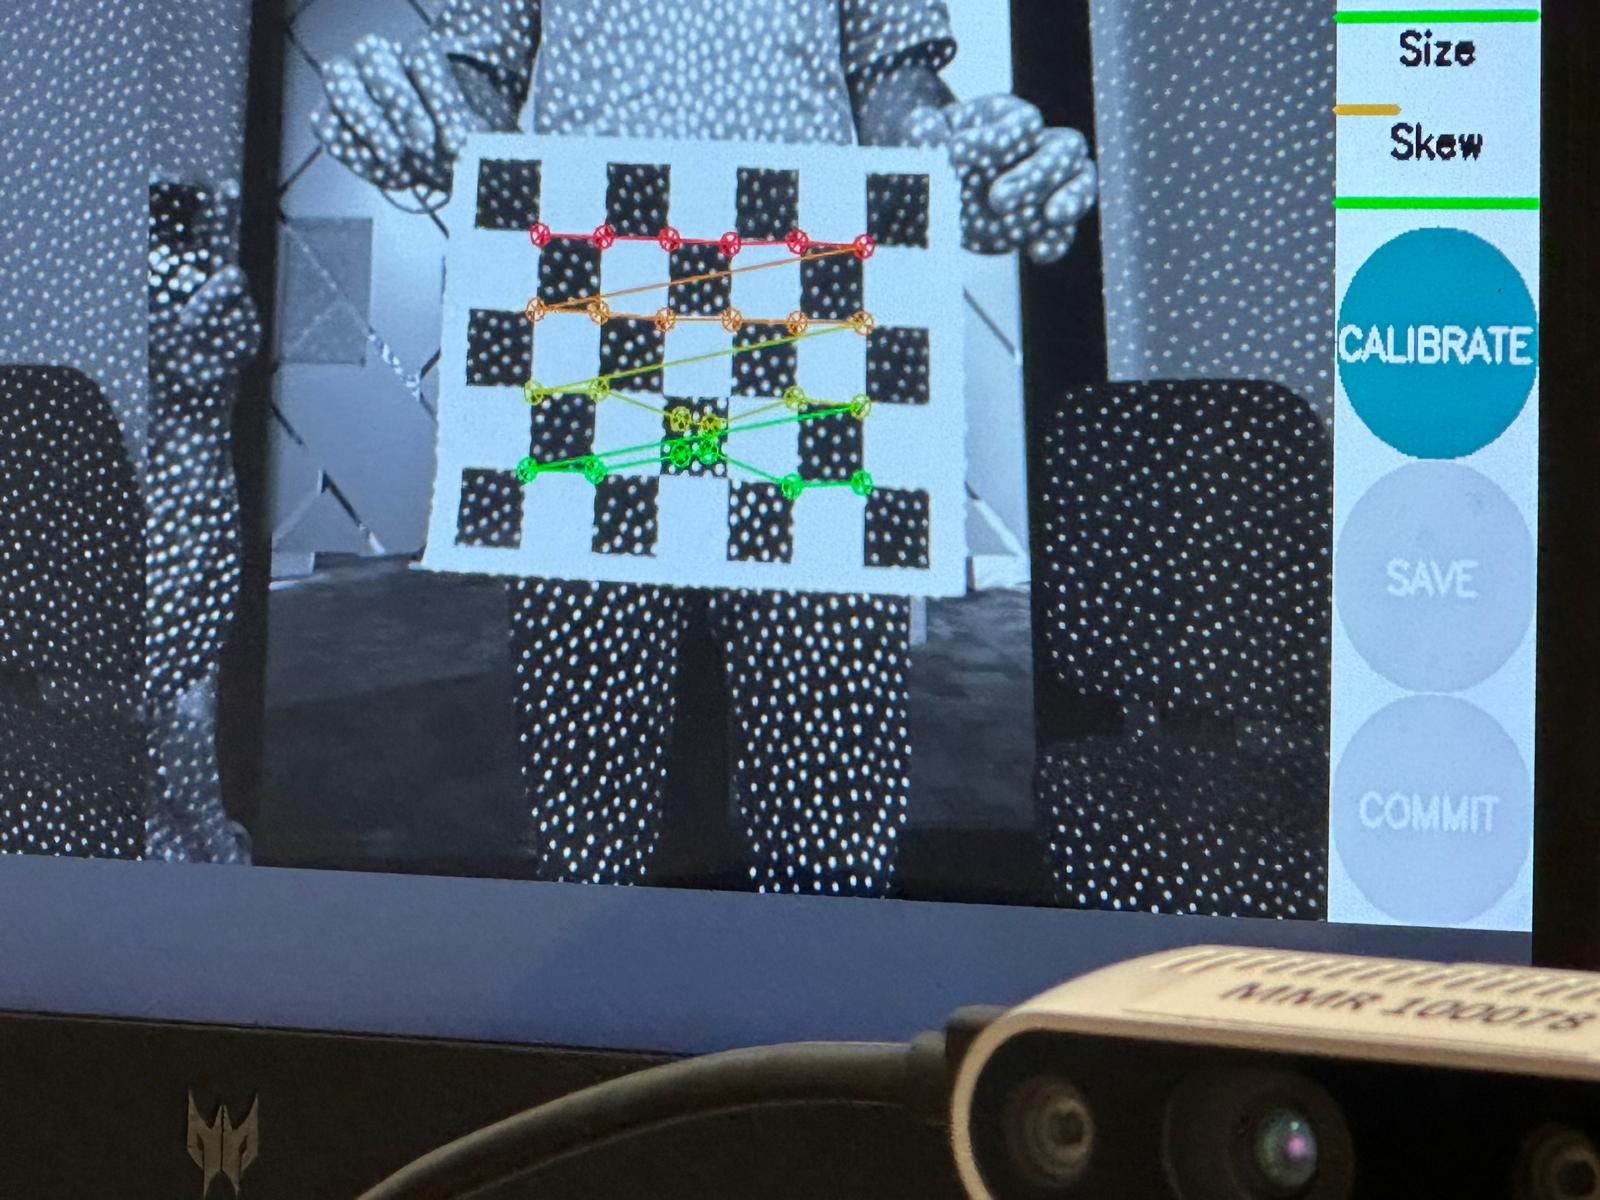 Size
Skew
CALIBRATE
SAVE
COMMIT
MMR 100078